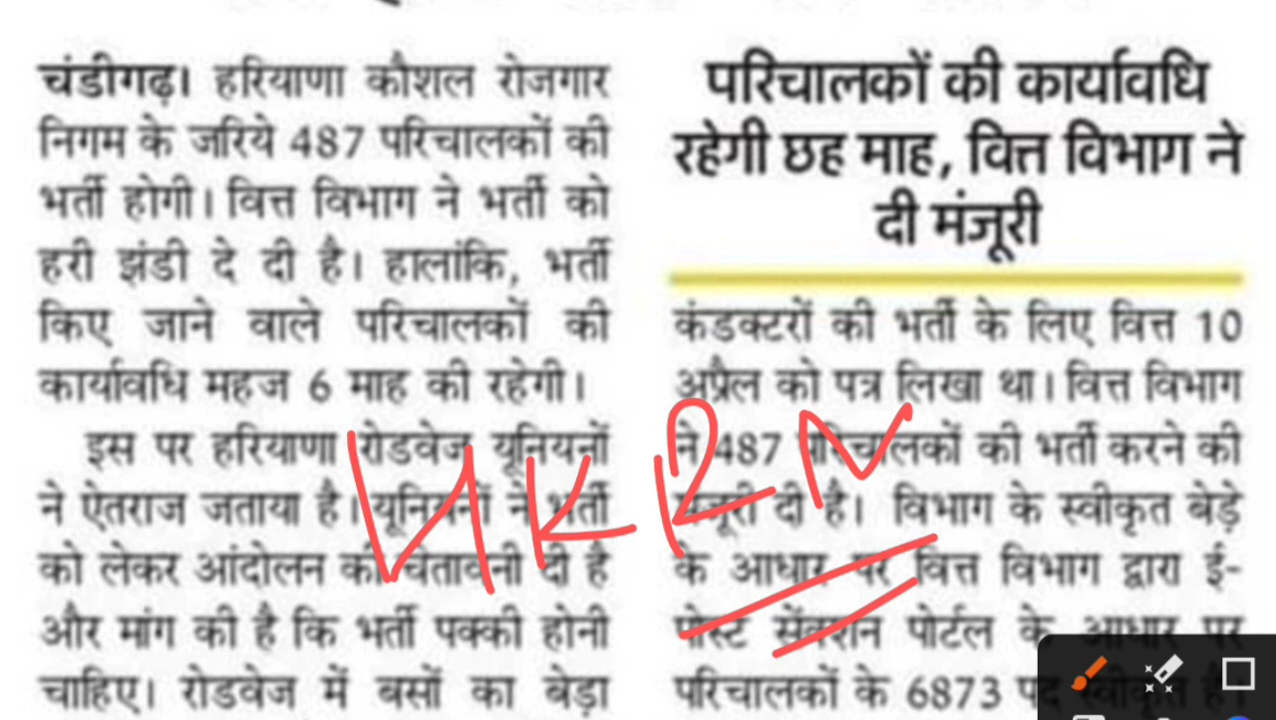 चंडीगढ़। हरियाणा कौशल रोजगार
निगम के जरिये 487 परिचालकों की
भर्ती होगी। वित्त विभाग ने भर्ती को
हरी झंडी दे दी है। हालांकि, भर्ती
किए जाने वाले परिचालकों की
कार्यावधि महज 6 माह की रहेगी।
इस पर हरियाणा रोडवेज यूनियनों
ने ऐतराज जताया है। यूनियनों ने भर्ती
को लेकर आंदोलन की चेतावनी दी है
और मांग की है कि भर्ती पक्की होनी
चाहिए। रोडवेज में बसों का बेड़ा
परिचालकों की कार्यावधि
रहेगी छह माह, वित्त विभाग ने
दी मंजूरी
कंडक्टरों की भर्ती के लिए वित्त 10
अप्रैल को पत्र लिखा था। वित्त विभाग
ने 487 परिचालकों की भर्ती करने की
मंजूरी दी है। विभाग के स्वीकृत बेड़े
के आधार पर वित्त विभाग द्वारा ई-
पोस्ट सेंक्शन पोर्टल के आधार पर
परिचालकों के 6873 पद स्वीकृत हैं।
HKRN